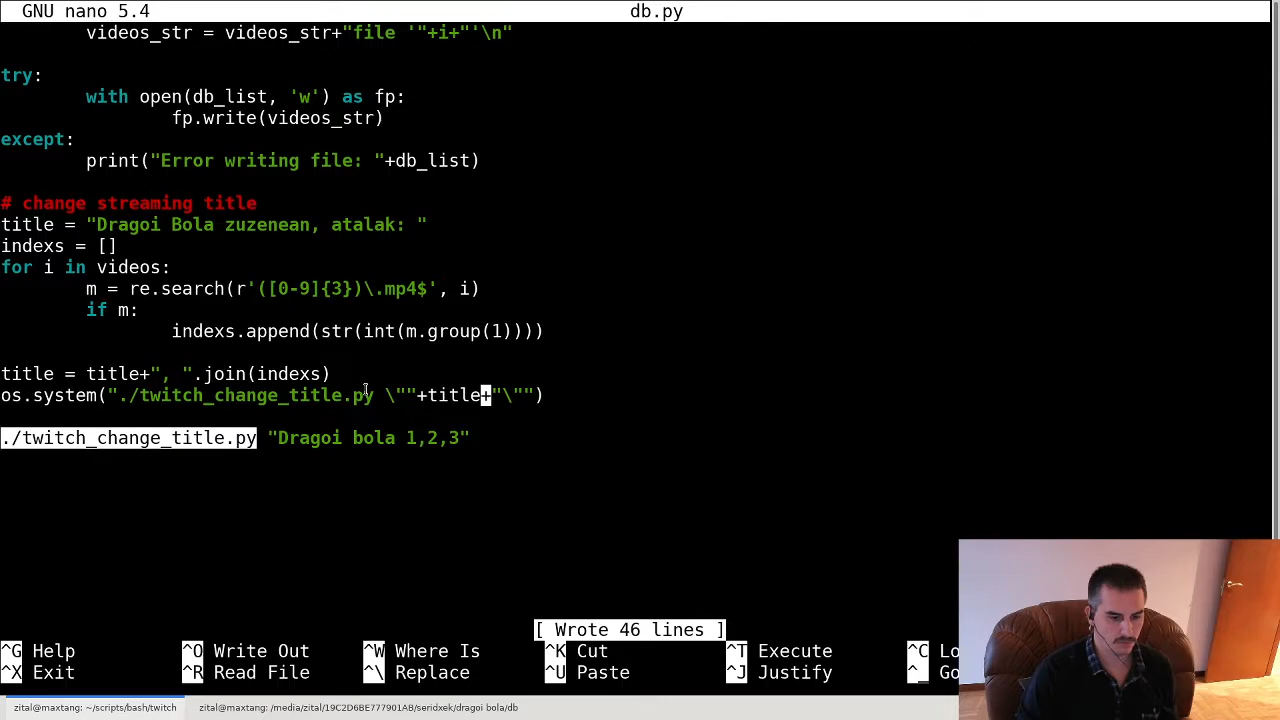 GNU nano 5.4 db.py
videos_str = videos_str+"file '"+i+"'\n"
try:
with open(db_list, 'w') as fp:
fp.write(videos_str)
except:
print("Error writing file: "+db_list)
# change streaming title
title = "Dragoi Bola zuzenean, atalak: "
indexs = []
for i in videos:
m = re.search(r'([0-9]{3})\.mp4$', i)
if m:
indexs.append(str(int(m.group(1))))
title = title+", ".join(indexs)
os.system("./twitch_change_title.py \""+title+"\"")
./twitch_change_title.py "Dragoi bola 1,2,3"
[ Wrote 46 lines ]
^G Help ^O Write Out ^W Where Is ^K Cut ^T Execute ^C Lo
^X Exit ^R Read File ^\ Replace ^U Paste ^J Justify ^_ Go
zital@maxtang: ~/scripts/bash/twitch zital@maxtang: /media/zital/19C2D6BE777901AB/seridxek/dragoi bola/db